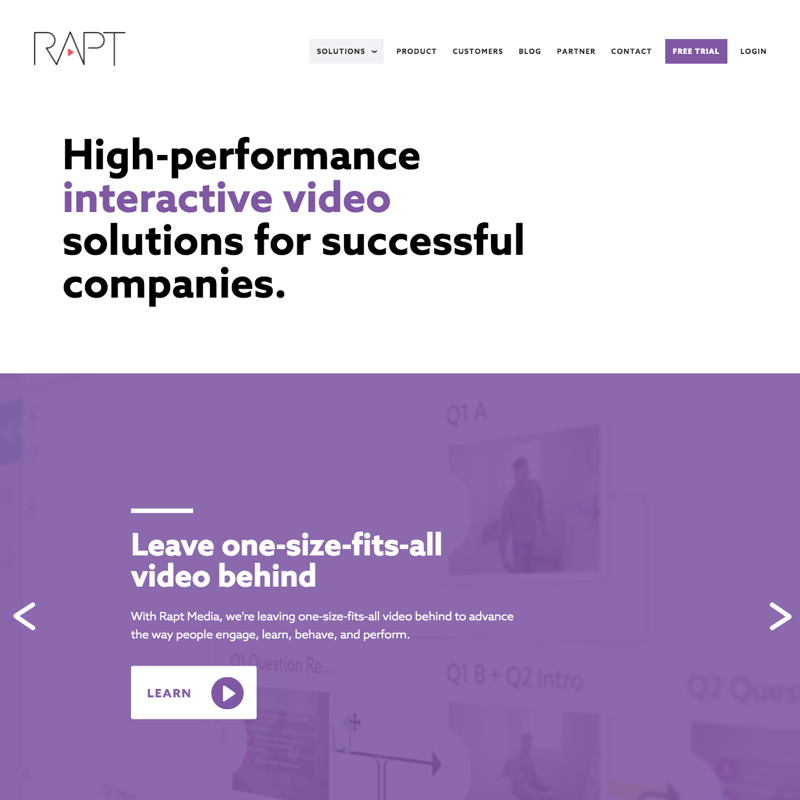 RAPT
SOLUTIONS
PRODUCT
CUSTOMERS
BLOG
PARTNER
CONTACT
FREE TRIAL
LOGIN
High-performance
interactive video
solutions for successful
companies.
Q1 A
Leave one-size-fits-all
video behind
With Rapt Media, we're leaving one-size-fits-all video behind to advance
the way people engage, learn, behave, and perform.
Q1 Question Re...
LEARN
Q1 B + Q2 Intro
Q2 Ques